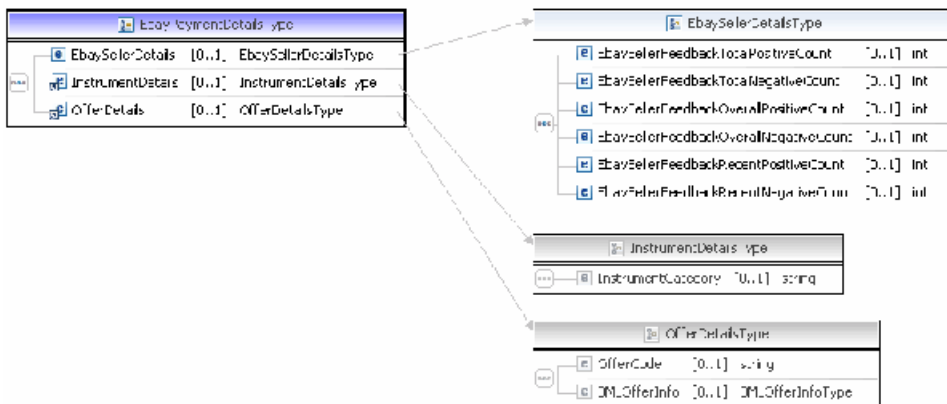 EbayPaymentDetailsType
EbaySellerDetails [0..1] EbaySellerDetailsType
InstrumentDetails [0..1] InstrumentDetailsType
OfferDetails [0..1] OfferDetailsType
EbaySellerDetailsType
EbaySellerFeedbackTotalPositiveCount [0..1] int
EbaySellerFeedbackTotalNegativeCount [0..1] int
EbaySellerFeedbackOverallPositiveCount [0..1] int
EbaySellerFeedbackOverallNegativeCount [0..1] int
EbaySellerFeedbackRecentPositiveCount [0..1] int
EbaySellerFeedbackRecentNegativeCount [0..1] int
InstrumentDetailsType
InstrumentCategory [0..1] string
OfferDetailsType
OfferCode [0..1] string
BMLOfferInfo [0..1] BMLOfferInfoType